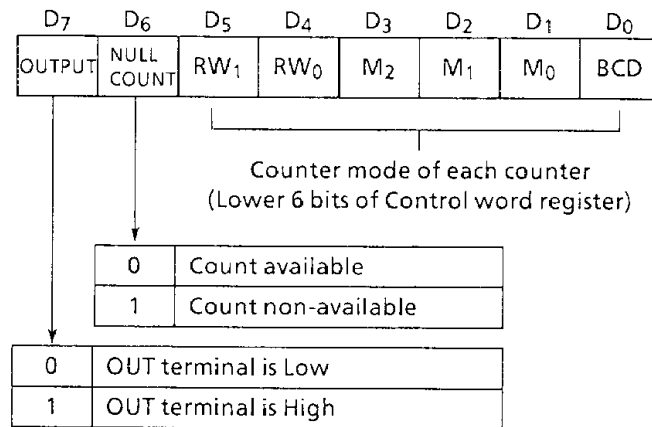 D7 D6 D5 D4 D3 D2 D1 D0
OUTPUT NULL COUNT RW1 RW0 M2 M1 M0 BCD
Counter mode of each counter
(Lower 6 bits of Control word register)
0 Count available
1 Count non-available
0 OUT terminal is Low
1 OUT terminal is High